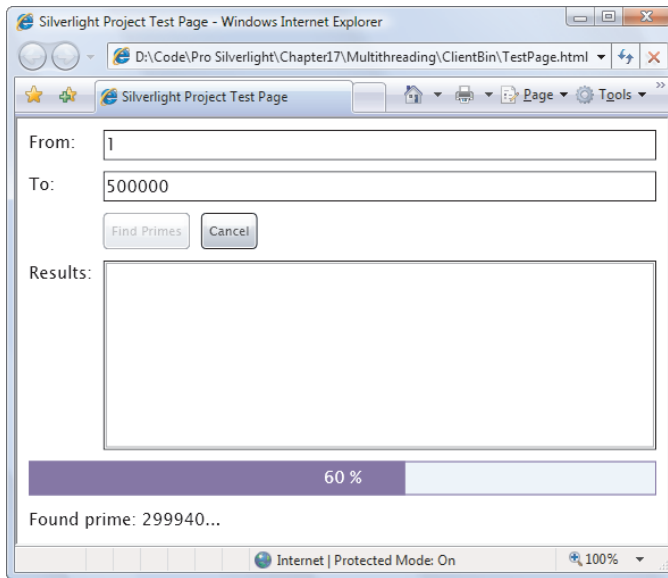 Silverlight Project Test Page - Windows Internet Explorer
D:\Code\Pro Silverlight\Chapter17\Multithreading\ClientBin\TestPage.html
Silverlight Project Test Page
Page
Tools
»
From:
1
To:
500000
Find Primes
Cancel
Results:
60 %
Found prime: 299940...
Internet | Protected Mode: On
100%